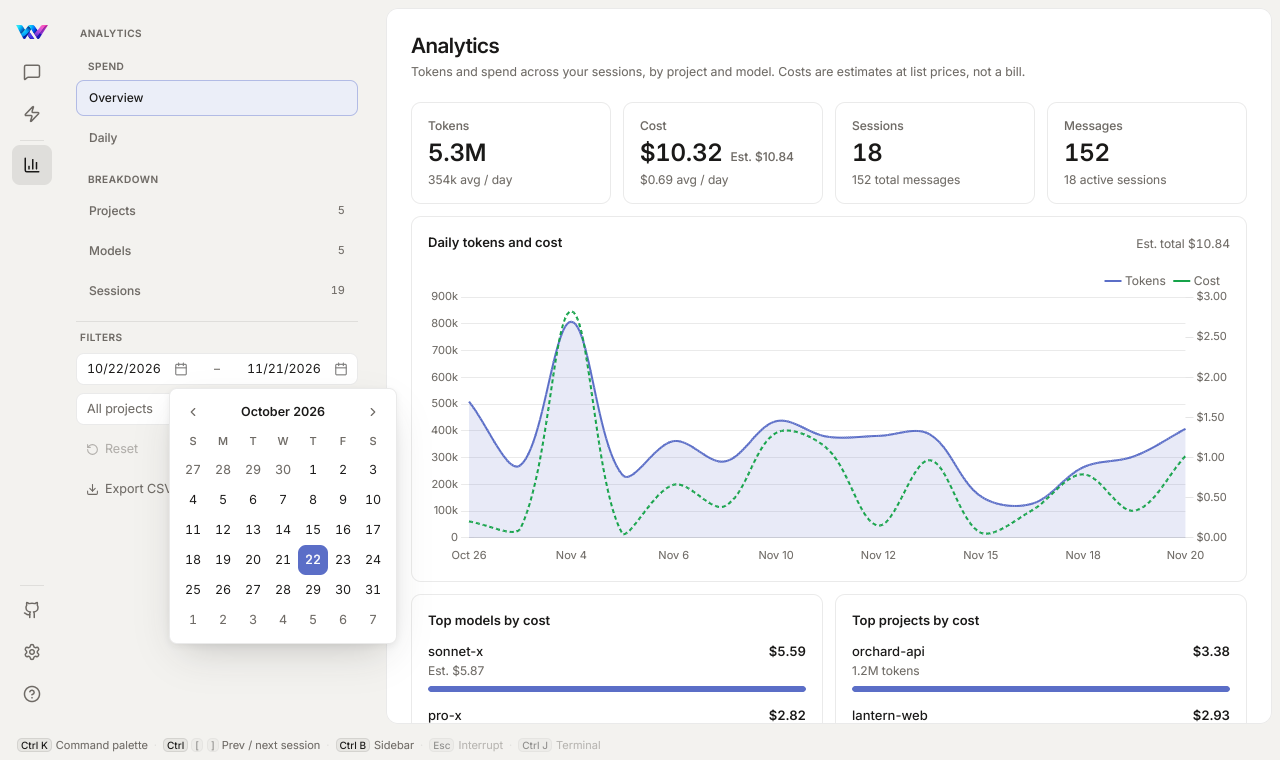 ANALYTICS
SPEND
Overview
Daily
BREAKDOWN
Projects 5
Models 5
Sessions 19
FILTERS
10/22/2026 – 11/21/2026
All projects
Reset
Export CSV
October 2026
S M T W T F S
27 28 29 30 1 2 3
4 5 6 7 8 9 10
11 12 13 14 15 16 17
18 19 20 21 22 23 24
25 26 27 28 29 30 31
1 2 3 4 5 6 7
Analytics
Tokens and spend across your sessions, by project and model. Costs are estimates at list prices, not a bill.
Tokens
5.3M
354k avg / day
Cost
$10.32 Est. $10.84
$0.69 avg / day
Sessions
18
152 total messages
Messages
152
18 active sessions
Daily tokens and cost
Est. total $10.84
Tokens Cost
900k $3.00
800k $2.50
700k
600k $2.00
500k $1.50
400k
300k $1.00
200k $0.50
100k
0 $0.00
Oct 26 Nov 4 Nov 6 Nov 10 Nov 12 Nov 15 Nov 18 Nov 20
Top models by cost
sonnet-x $5.59
Est. $5.87
pro-x $2.82
Top projects by cost
orchard-api $3.38
1.2M tokens
lantern-web $2.93
Ctrl K Command palette · Ctrl [ ] Prev / next session · Ctrl B Sidebar · Esc Interrupt · Ctrl J Terminal